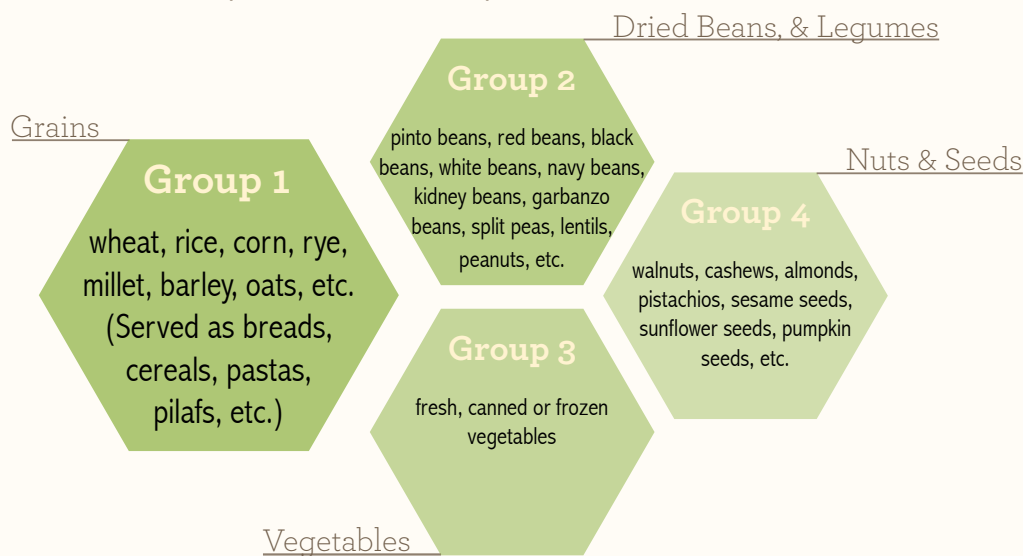 Grains
Group 1
wheat, rice, corn, rye,
millet, barley, oats, etc.
(Served as breads,
cereals, pastas,
pilafs, etc.)
Dried Beans, & Legumes
Group 2
pinto beans, red beans, black
beans, white beans, navy beans,
kidney beans, garbanzo
beans, split peas, lentils,
peanuts, etc.
Group 3
fresh, canned or frozen
vegetables
Vegetables
Nuts & Seeds
Group 4
walnuts, cashews, almonds,
pistachios, sesame seeds,
sunflower seeds, pumpkin
seeds, etc.